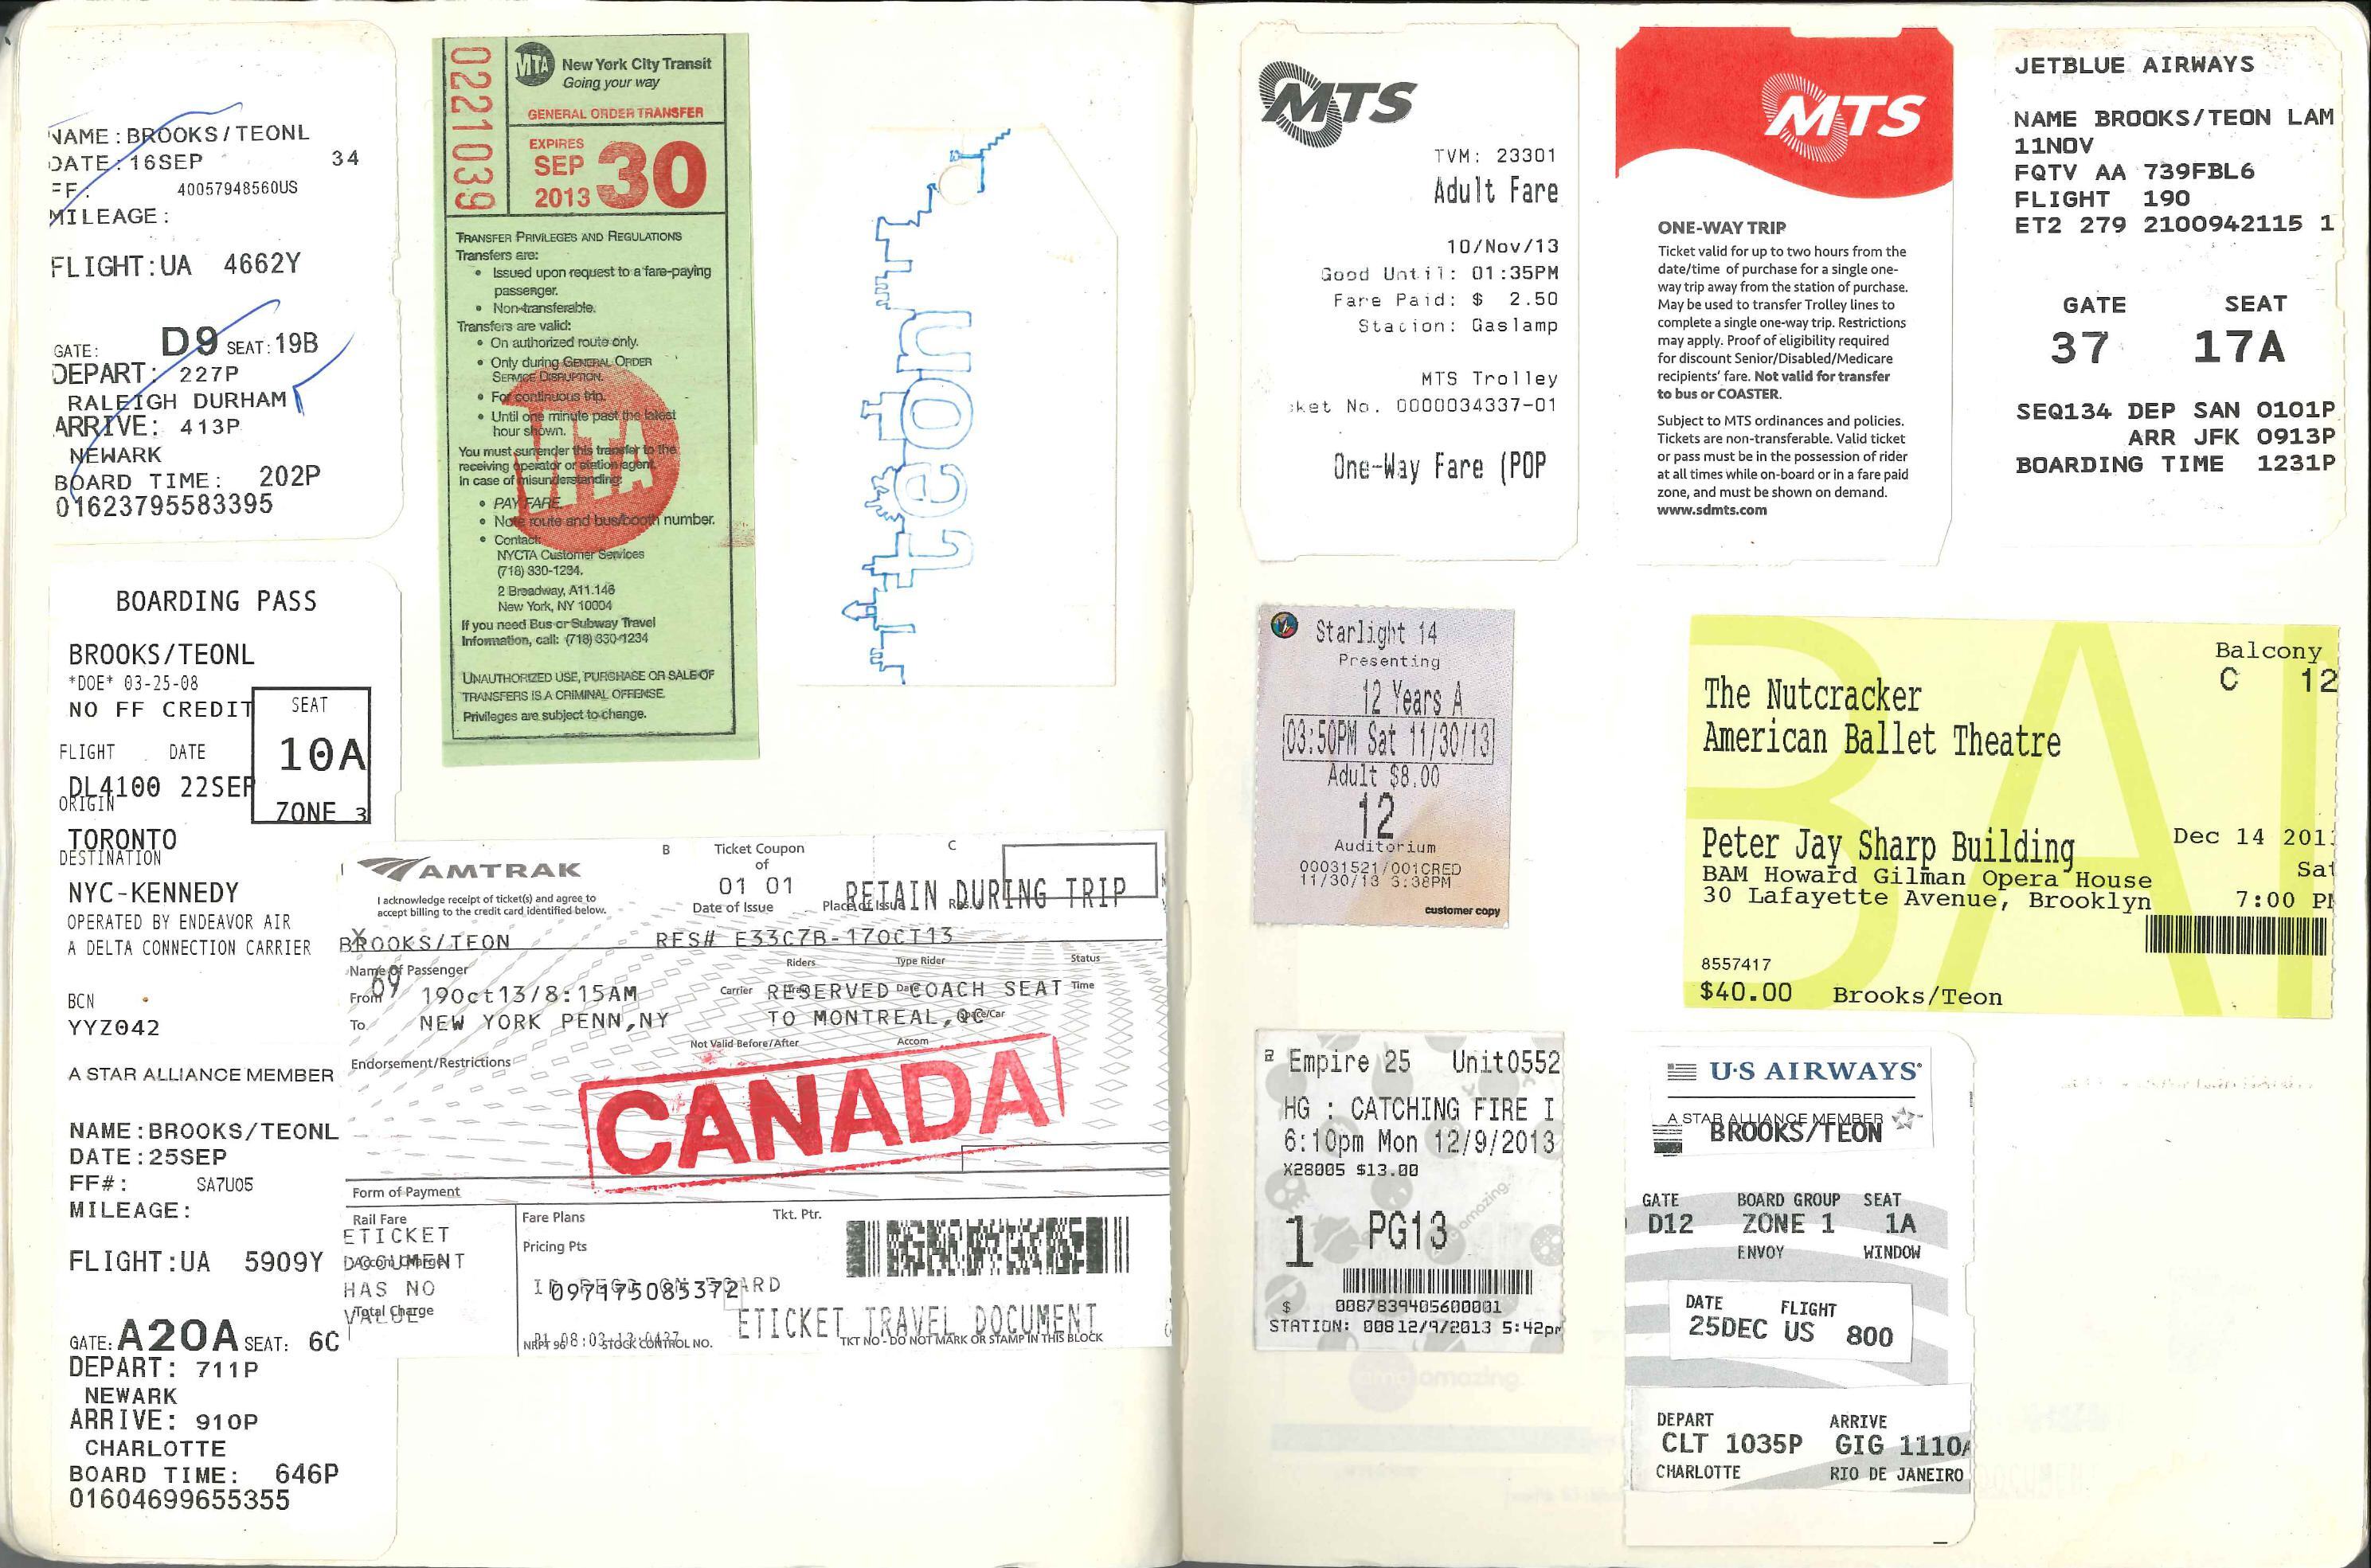 NAME:BROOKS/TEONL
DATE:16SEP 34
FF: 40057948560US
MILEAGE:
FLIGHT:UA 4662Y
GATE: D9 SEAT:19B
DEPART: 227P
RALEIGH DURHAM
ARRIVE: 413P
NEWARK
BOARD TIME: 202P
01623795583395
BOARDING PASS
BROOKS/TEONL
*DOE* 03-25-08
NO FF CREDIT
SEAT
10A
ZONE 3
FLIGHT DATE
DL4100 22SEP
ORIGIN
TORONTO
DESTINATION
NYC-KENNEDY
OPERATED BY ENDEAVOR AIR
A DELTA CONNECTION CARRIER
BCN
YYZ042
A STAR ALLIANCE MEMBER
NAME:BROOKS/TEONL
DATE:25SEP
FF#: SA7U05
MILEAGE:
FLIGHT:UA 5909Y
GATE: A20A SEAT: 6C
DEPART: 711P
NEWARK
ARRIVE: 910P
CHARLOTTE
BOARD TIME: 646P
01604699655355
0221039
MTA New York City Transit
Going your way
GENERAL ORDER TRANSFER
EXPIRES
SEP 30
2013
TRANSFER PRIVILEGES AND REGULATIONS
Transfers are:
• Issued upon request to a fare-paying
passenger.
• Non-transferable.
Transfers are valid:
• On authorized route only.
• Only during GENERAL ORDER
SERVICE DISRUPTION.
• For continuous trip.
• Until one minute past the latest
hour shown.
You must surrender this transfer to the
receiving operator or station agent.
In case of misunderstanding:
• PAY FARE.
• Note route and bus/booth number.
• Contact:
NYCTA Customer Services
(718) 330-1234.
2 Broadway, A11.146
New York, NY 10004
If you need Bus or Subway Travel
Information, call: (718) 330-1234
UNAUTHORIZED USE, PURCHASE OR SALE OF
TRANSFERS IS A CRIMINAL OFFENSE.
Privileges are subject to change.
MTA
teon
AMTRAK
B Ticket Coupon C
of
01 01
I acknowledge receipt of ticket(s) and agree to
accept billing to the credit card identified below.
Date of Issue Place of Issue
RETAIN DURING TRIP
X
BROOKS/TEON RES# E33C7B-17OCT13
Name Of Passenger Riders Type Rider Status
69
From 19Oct13/8:15AM Carrier RESERVED COACH SEAT Time
Date
To NEW YORK PENN,NY TO MONTREAL,QC Space/Car
Not Valid Before/After Accom
Endorsement/Restrictions
CANADA
Form of Payment
Rail Fare Fare Plans Tkt. Ptr.
ETICKET
Pricing Pts
DOCUMENT
Accom Charge
HAS NO
0971175085372
VALUE
Total Charge
ETICKET TRAVEL DOCUMENT
NRPT 96 STOCK CONTROL NO. TKT NO - DO NOT MARK OR STAMP IN THIS BLOCK
MTS
TVM: 23301
Adult Fare
10/Nov/13
Good Until: 01:35PM
Fare Paid: $ 2.50
Station: Gaslamp
MTS Trolley
ket No. 0000034337-01
One-Way Fare (POP
MTS
ONE-WAY TRIP
Ticket valid for up to two hours from the
date/time of purchase for a single one-
way trip away from the station of purchase.
May be used to transfer Trolley lines to
complete a single one-way trip. Restrictions
may apply. Proof of eligibility required
for discount Senior/Disabled/Medicare
recipients' fare. Not valid for transfer
to bus or COASTER.
Subject to MTS ordinances and policies.
Tickets are non-transferable. Valid ticket
or pass must be in the possession of rider
at all times while on-board or in a fare paid
zone, and must be shown on demand.
www.sdmts.com
JETBLUE AIRWAYS
NAME BROOKS/TEON LAM
11NOV
FQTV AA 739FBL6
FLIGHT 190
ET2 279 2100942115 1
GATE SEAT
37 17A
SEQ134 DEP SAN 0101P
ARR JFK 0913P
BOARDING TIME 1231P
Starlight 14
Presenting
12 Years A
03:50PM Sat 11/30/13
Adult $8.00
12
Auditorium
00031521/001CRED
11/30/13 3:38PM
customer copy
BA
Balcony
C 12
The Nutcracker
American Ballet Theatre
Peter Jay Sharp Building
BAM Howard Gilman Opera House
30 Lafayette Avenue, Brooklyn
Dec 14 201
Sat
7:00 P
8557417
$40.00 Brooks/Teon
Empire 25 Unit0552
HG : CATCHING FIRE I
6:10pm Mon 12/9/2013
X28005 $13.00
1 PG13
amazing.
$ 0087839405600001
STATION: 008 12/9/2013 5:42pm
U·S AIRWAYS
A STAR ALLIANCE MEMBER
BROOKS/TEON
GATE BOARD GROUP SEAT
D12 ZONE 1 1A
ENVOY WINDOW
DATE FLIGHT
25DEC US 800
DEPART ARRIVE
CLT 1035P GIG 1110A
CHARLOTTE RIO DE JANEIRO